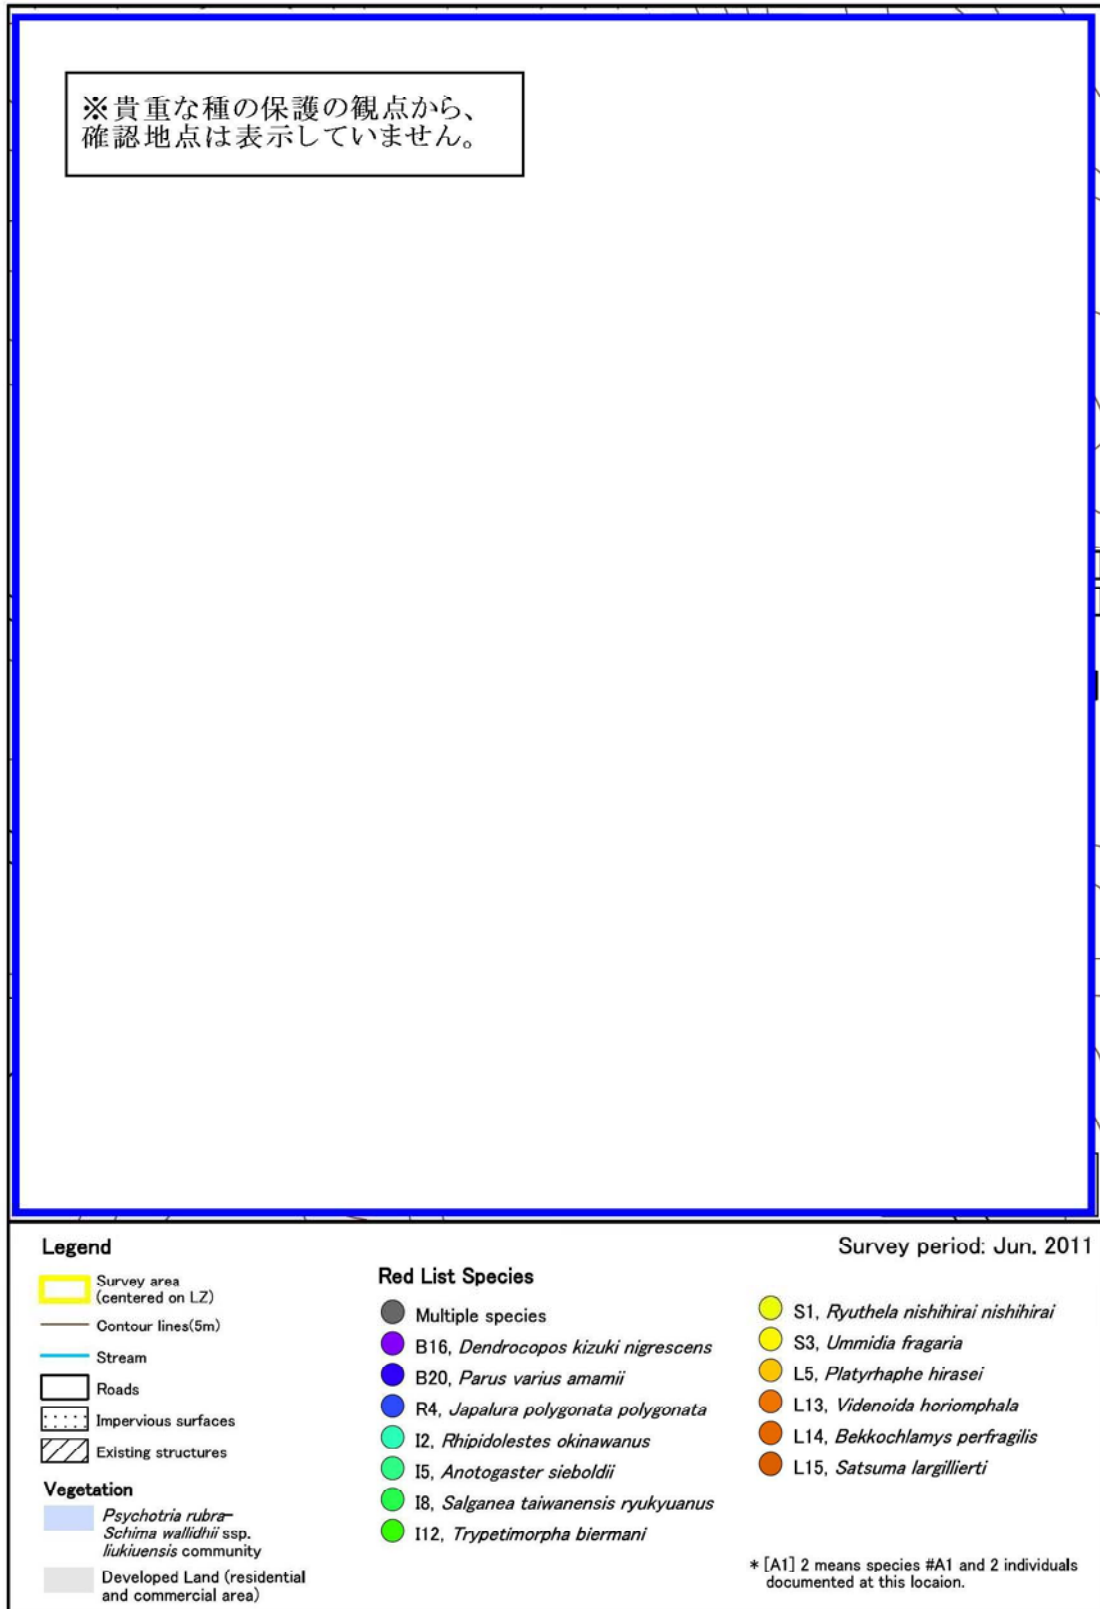 ※貴重な種の保護の観点から、
確認地点は表示していません。
Legend
Survey area
(centered on LZ)
Contour lines(5m)
Stream
Roads
Impervious surfaces
Existing structures
Vegetation
Psychotria rubra-
Schima wallidhii ssp.
liukiuensis community
Developed Land (residential
and commercial area)
Red List Species
Multiple species
B16, Dendrocopos kizuki nigrescens
B20, Parus varius amamii
R4, Japalura polygonata polygonata
I2, Rhipidolestes okinawanus
I5, Anotogaster sieboldii
I8, Salganea taiwanensis ryukyuanus
I12, Trypetimorpha biermani
Survey period: Jun. 2011
S1, Ryuthela nishihirai nishihirai
S3, Ummidia fragaria
L5, Platyrhaphe hirasei
L13, Videnoida horiomphala
L14, Bekkochlamys perfragilis
L15, Satsuma largillierti
* [A1] 2 means species #A1 and 2 individuals
documented at this locaion.